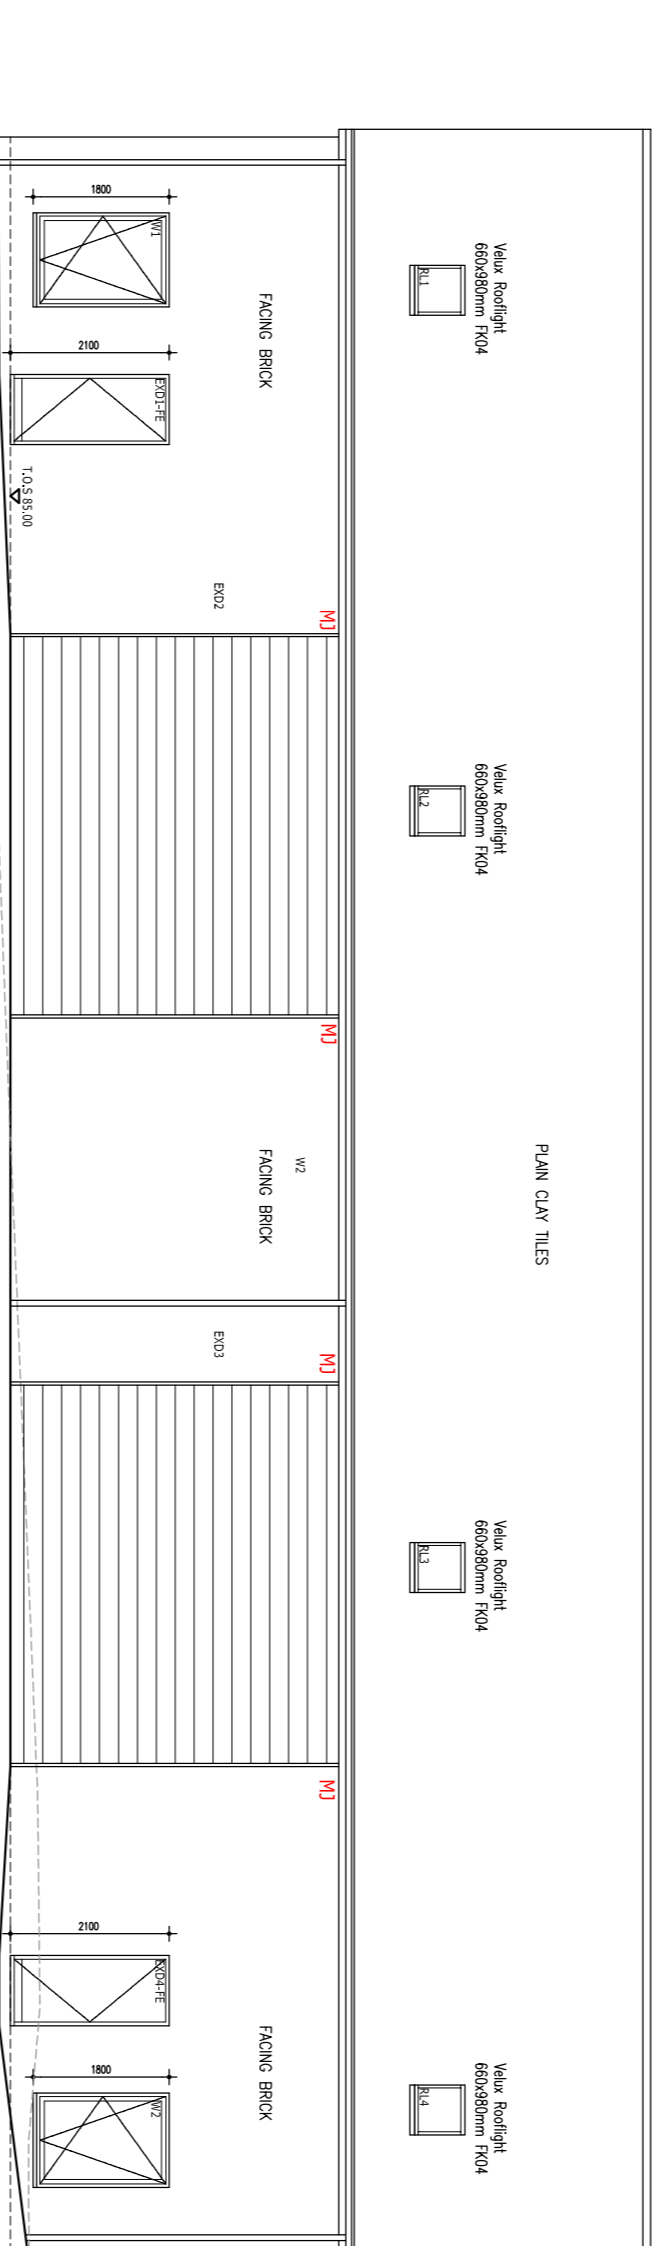 Velux Rooflight
660x980mm FK04
RL1
Velux Rooflight
660x980mm FK04
RL2
Velux Rooflight
660x980mm FK04
RL3
Velux Rooflight
660x980mm FK04
RL4
PLAIN CLAY TILES
MJ
MJ
MJ
MJ
W2
FACING BRICK
FACING BRICK
FACING BRICK
EXD2
EXD3
W1
1800
EXD1-FE
2100
EXD4-FE
2100
W2
1800
T.O.S 85.00